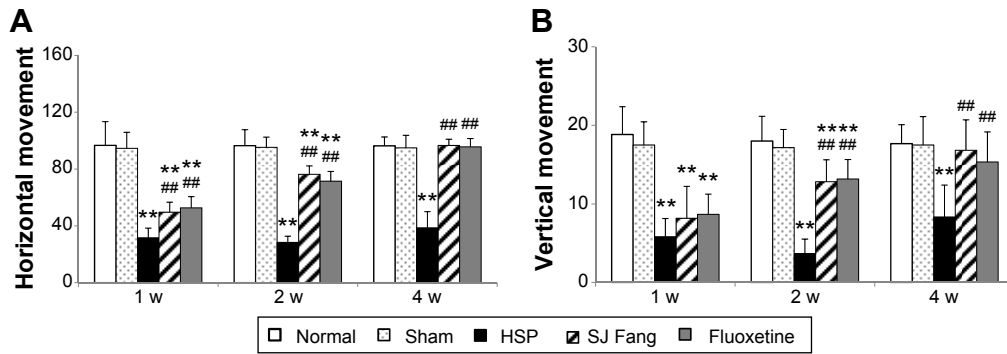 A
B
Horizontal movement
160
120
80
40
0
** ** ## ** ##
** ** ## ** ##
** ## ##
1 w 2 w 4 w
Vertical movement
30
20
10
0
** ** **
** **** ## ##
** ## ##
1 w 2 w 4 w
Normal Sham HSP SJ Fang Fluoxetine